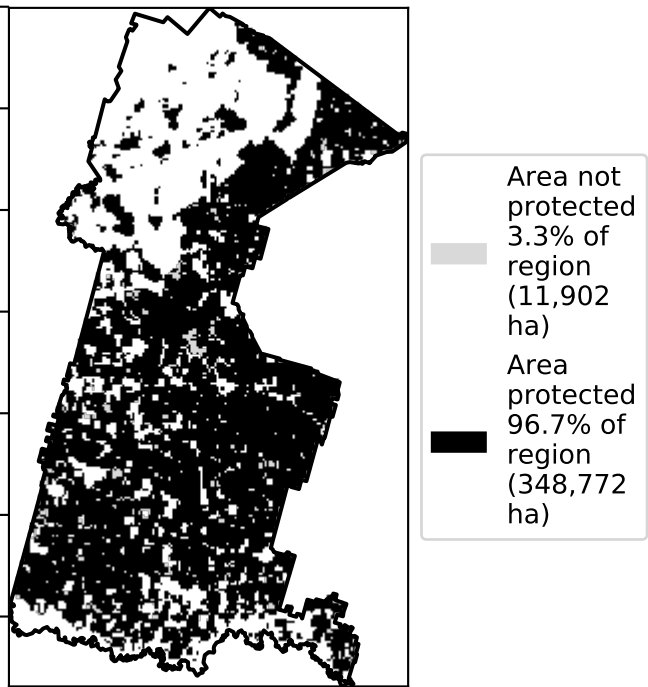 Area not
protected
3.3% of
region
(11,902
ha)
Area
protected
96.7% of
region
(348,772
ha)